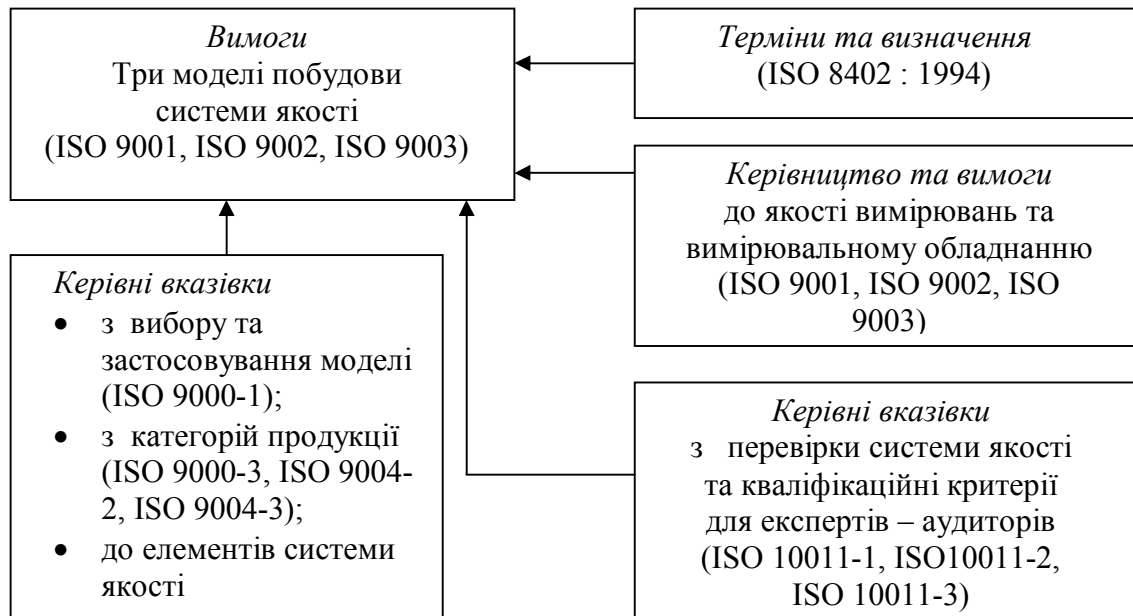 Вимоги
Три моделі побудови
системи якості
(ISO 9001, ISO 9002, ISO 9003)
Терміни та визначення
(ISO 8402 : 1994)
Керівництво та вимоги
до якості вимірювань та
вимірювальному обладнанню
(ISO 9001, ISO 9002, ISO
9003)
Керівні вказівки
• з вибору та
застосовування моделі
(ISO 9000-1);
• з категорій продукції
(ISO 9000-3, ISO 9004-
2, ISO 9004-3);
• до елементів системи
якості
Керівні вказівки
з перевірки системи якості
та кваліфікаційні критерії
для експертів – аудиторів
(ISO 10011-1, ISO10011-2,
ISO 10011-3)